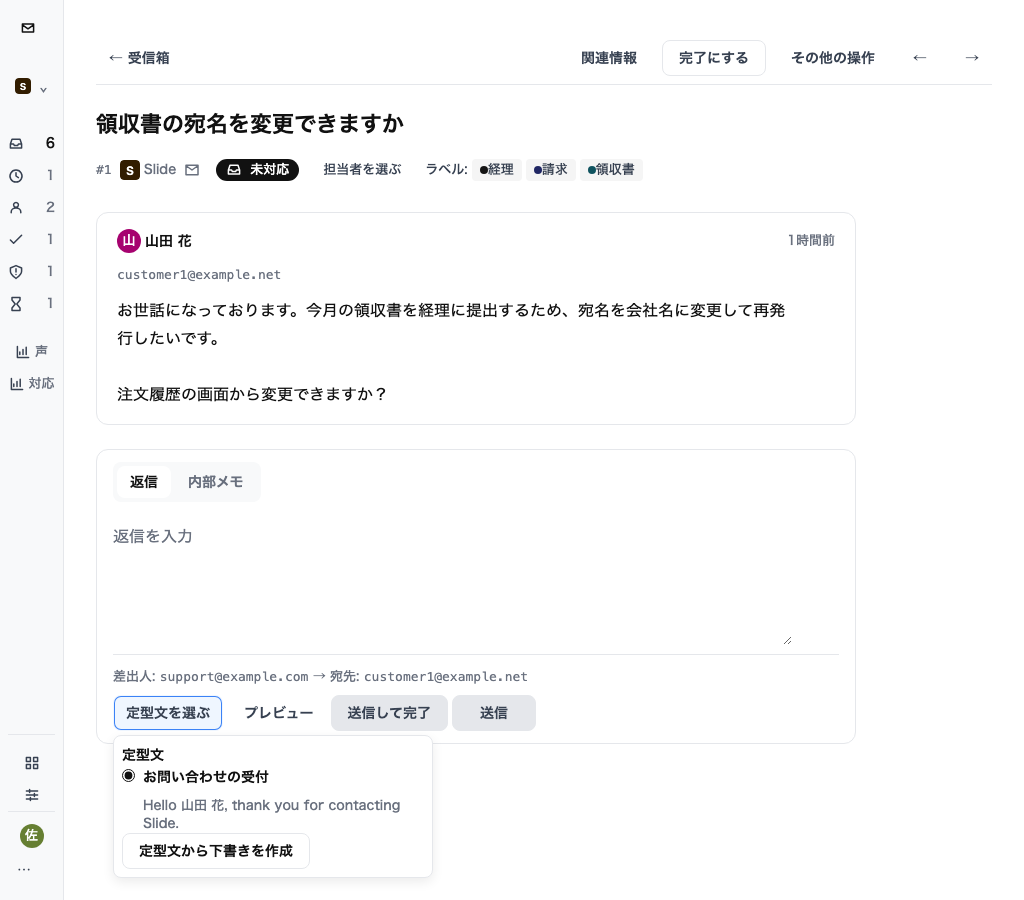 ← 受信箱
関連情報
完了にする
その他の操作
←
→
S
6
1
2
1
1
1
声
対応
佐
…
領収書の宛名を変更できますか
#1 S Slide 未対応 担当者を選ぶ ラベル: 経理 請求 領収書
山 山田 花 1時間前
customer1@example.net
お世話になっております。今月の領収書を経理に提出するため、宛名を会社名に変更して再発
行したいです。
注文履歴の画面から変更できますか？
返信 内部メモ
返信を入力
差出人: support@example.com → 宛先: customer1@example.net
定型文を選ぶ プレビュー 送信して完了 送信
定型文
お問い合わせの受付
Hello 山田 花, thank you for contacting
Slide.
定型文から下書きを作成